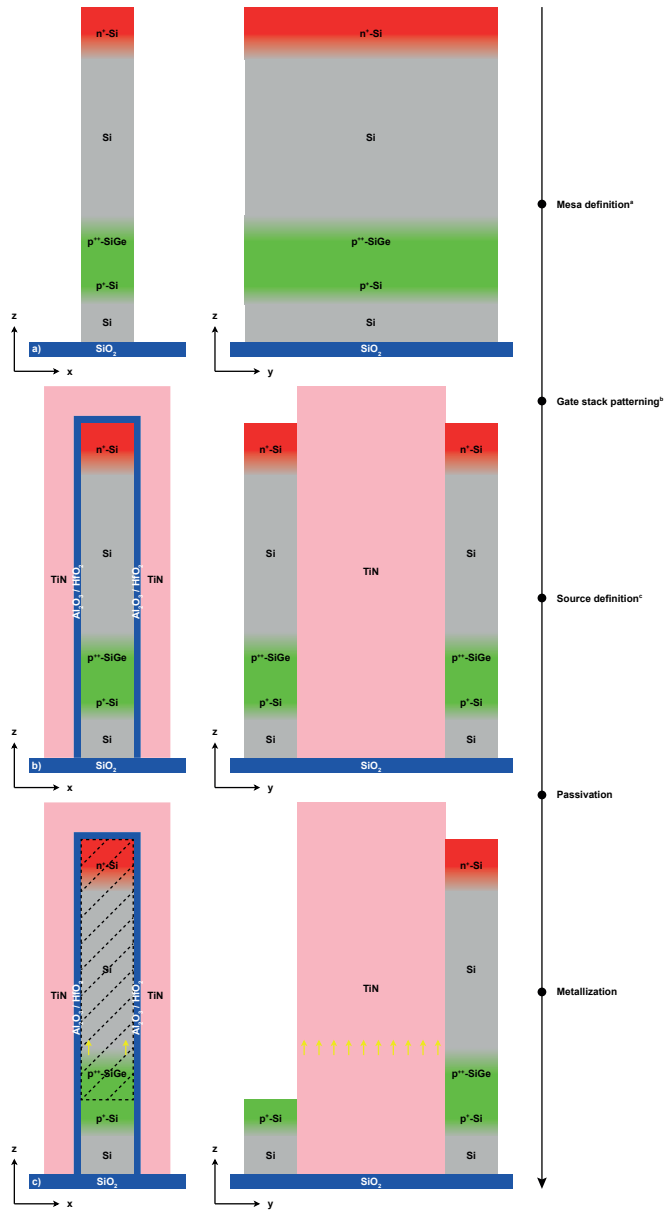 n⁺-Si
n⁺-Si
Si
Si
Mesa definitionᵃ
p⁺⁺-SiGe
p⁺⁺-SiGe
p⁺-Si
p⁺-Si
z
z
Si
Si
a)
SiO₂
SiO₂
x
y
Gate stack patterningᵇ
n⁺-Si
n⁺-Si
n⁺-Si
Si
Si
Si
TiN
Al₂O₃ / HfO₂
Al₂O₃ / HfO₂
TiN
TiN
Source definitionᶜ
p⁺⁺-SiGe
p⁺⁺-SiGe
p⁺⁺-SiGe
p⁺-Si
p⁺-Si
p⁺-Si
z
z
Si
Si
Si
b)
SiO₂
SiO₂
x
y
Passivation
n⁺-Si
n⁺-Si
Si
Si
TiN
Al₂O₃ / HfO₂
Al₂O₃ / HfO₂
TiN
TiN
Metallization
p⁺⁺-SiGe
p⁺⁺-SiGe
p⁺-Si
p⁺-Si
p⁺-Si
z
z
Si
Si
Si
c)
SiO₂
SiO₂
x
y